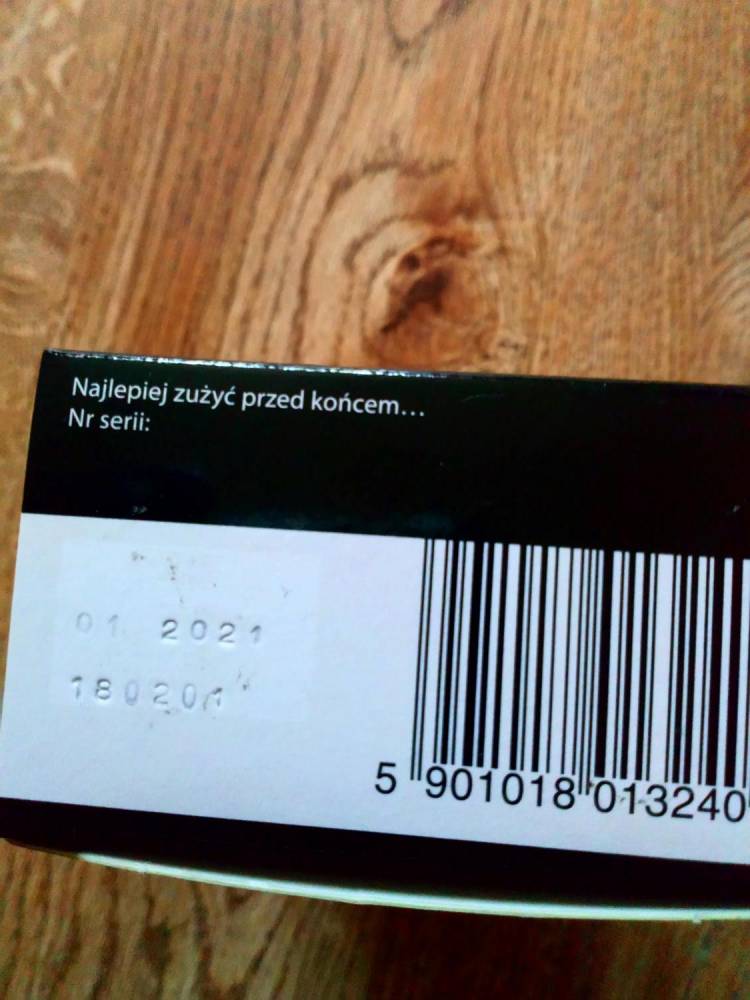 Najlepiej zużyć przed końcem...
Nr serii:
01 2021
180201
5 901018 013240